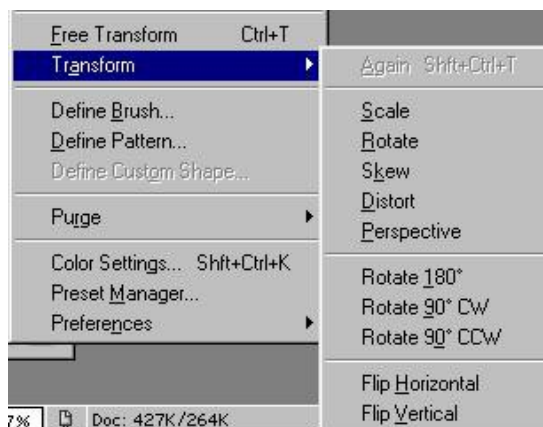 Free Transform Ctrl+T
Transform
Define Brush...
Define Pattern...
Define Custom Shape...
Purge
Color Settings... Shft+Ctrl+K
Preset Manager...
Preferences
Again Shft+Ctrl+T
Scale
Rotate
Skew
Distort
Perspective
Rotate 180°
Rotate 90° CW
Rotate 90° CCW
Flip Horizontal
Flip Vertical
7% Doc: 427K/264K